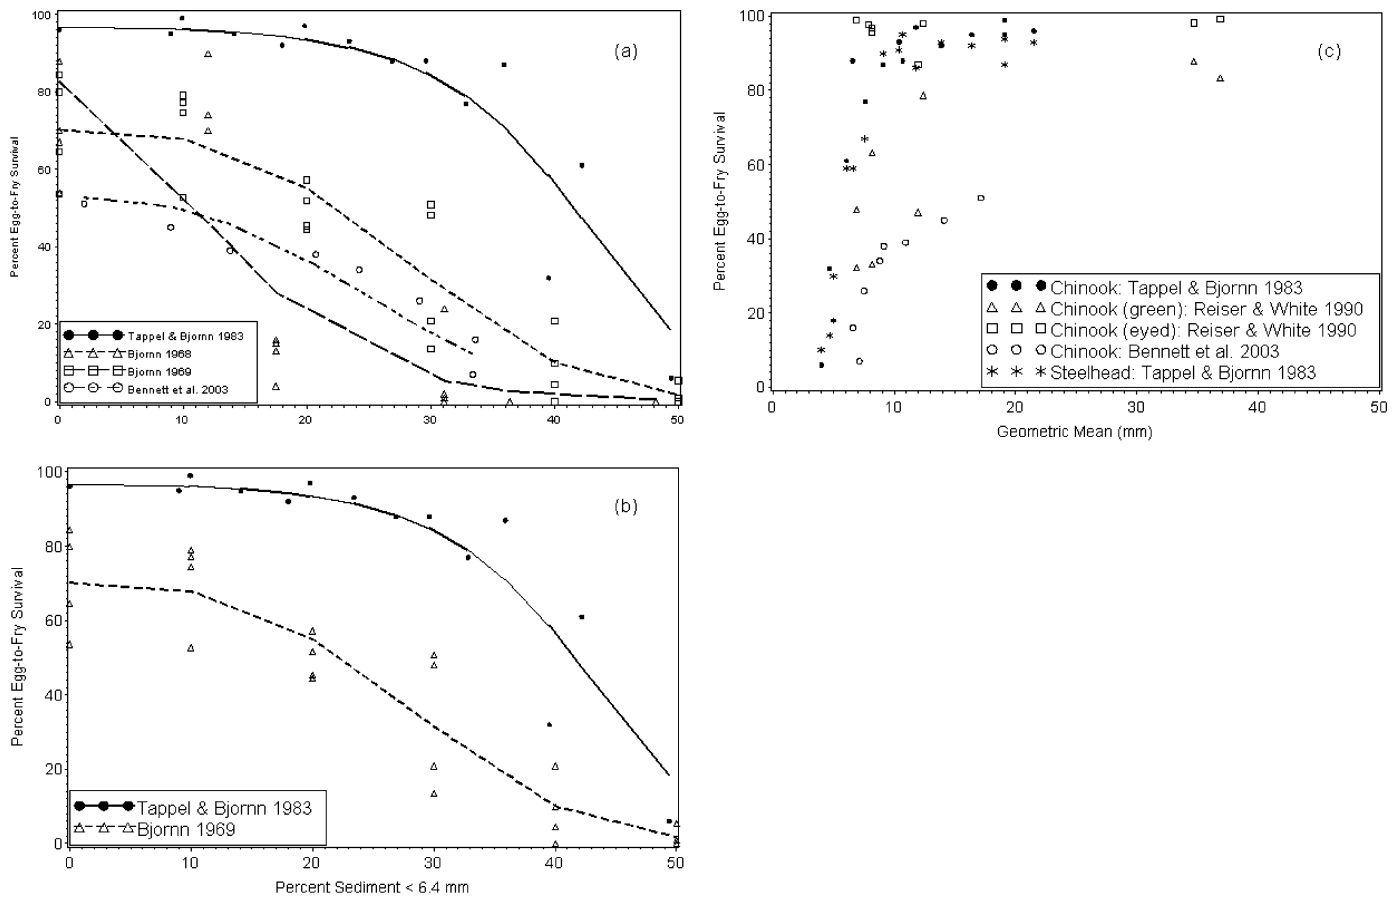 100
80
60
40
20
0
Percent Egg-to-Fry Survival
(a)
Tappel & Bjornn 1983
Bjornn 1968
Bjornn 1969
Bennett et al. 2003
0 10 20 30 40 50
100
80
60
40
20
0
Percent Egg-to-Fry Survival
(c)
Chinook: Tappel & Bjornn 1983
Chinook (green): Reiser & White 1990
Chinook (eyed): Reiser & White 1990
Chinook: Bennett et al. 2003
Steelhead: Tappel & Bjornn 1983
0 10 20 30 40 50
Geometric Mean (mm)
100
80
60
40
20
0
Percent Egg-to-Fry Survival
(b)
Tappel & Bjornn 1983
Bjornn 1969
0 10 20 30 40 50
Percent Sediment < 6.4 mm